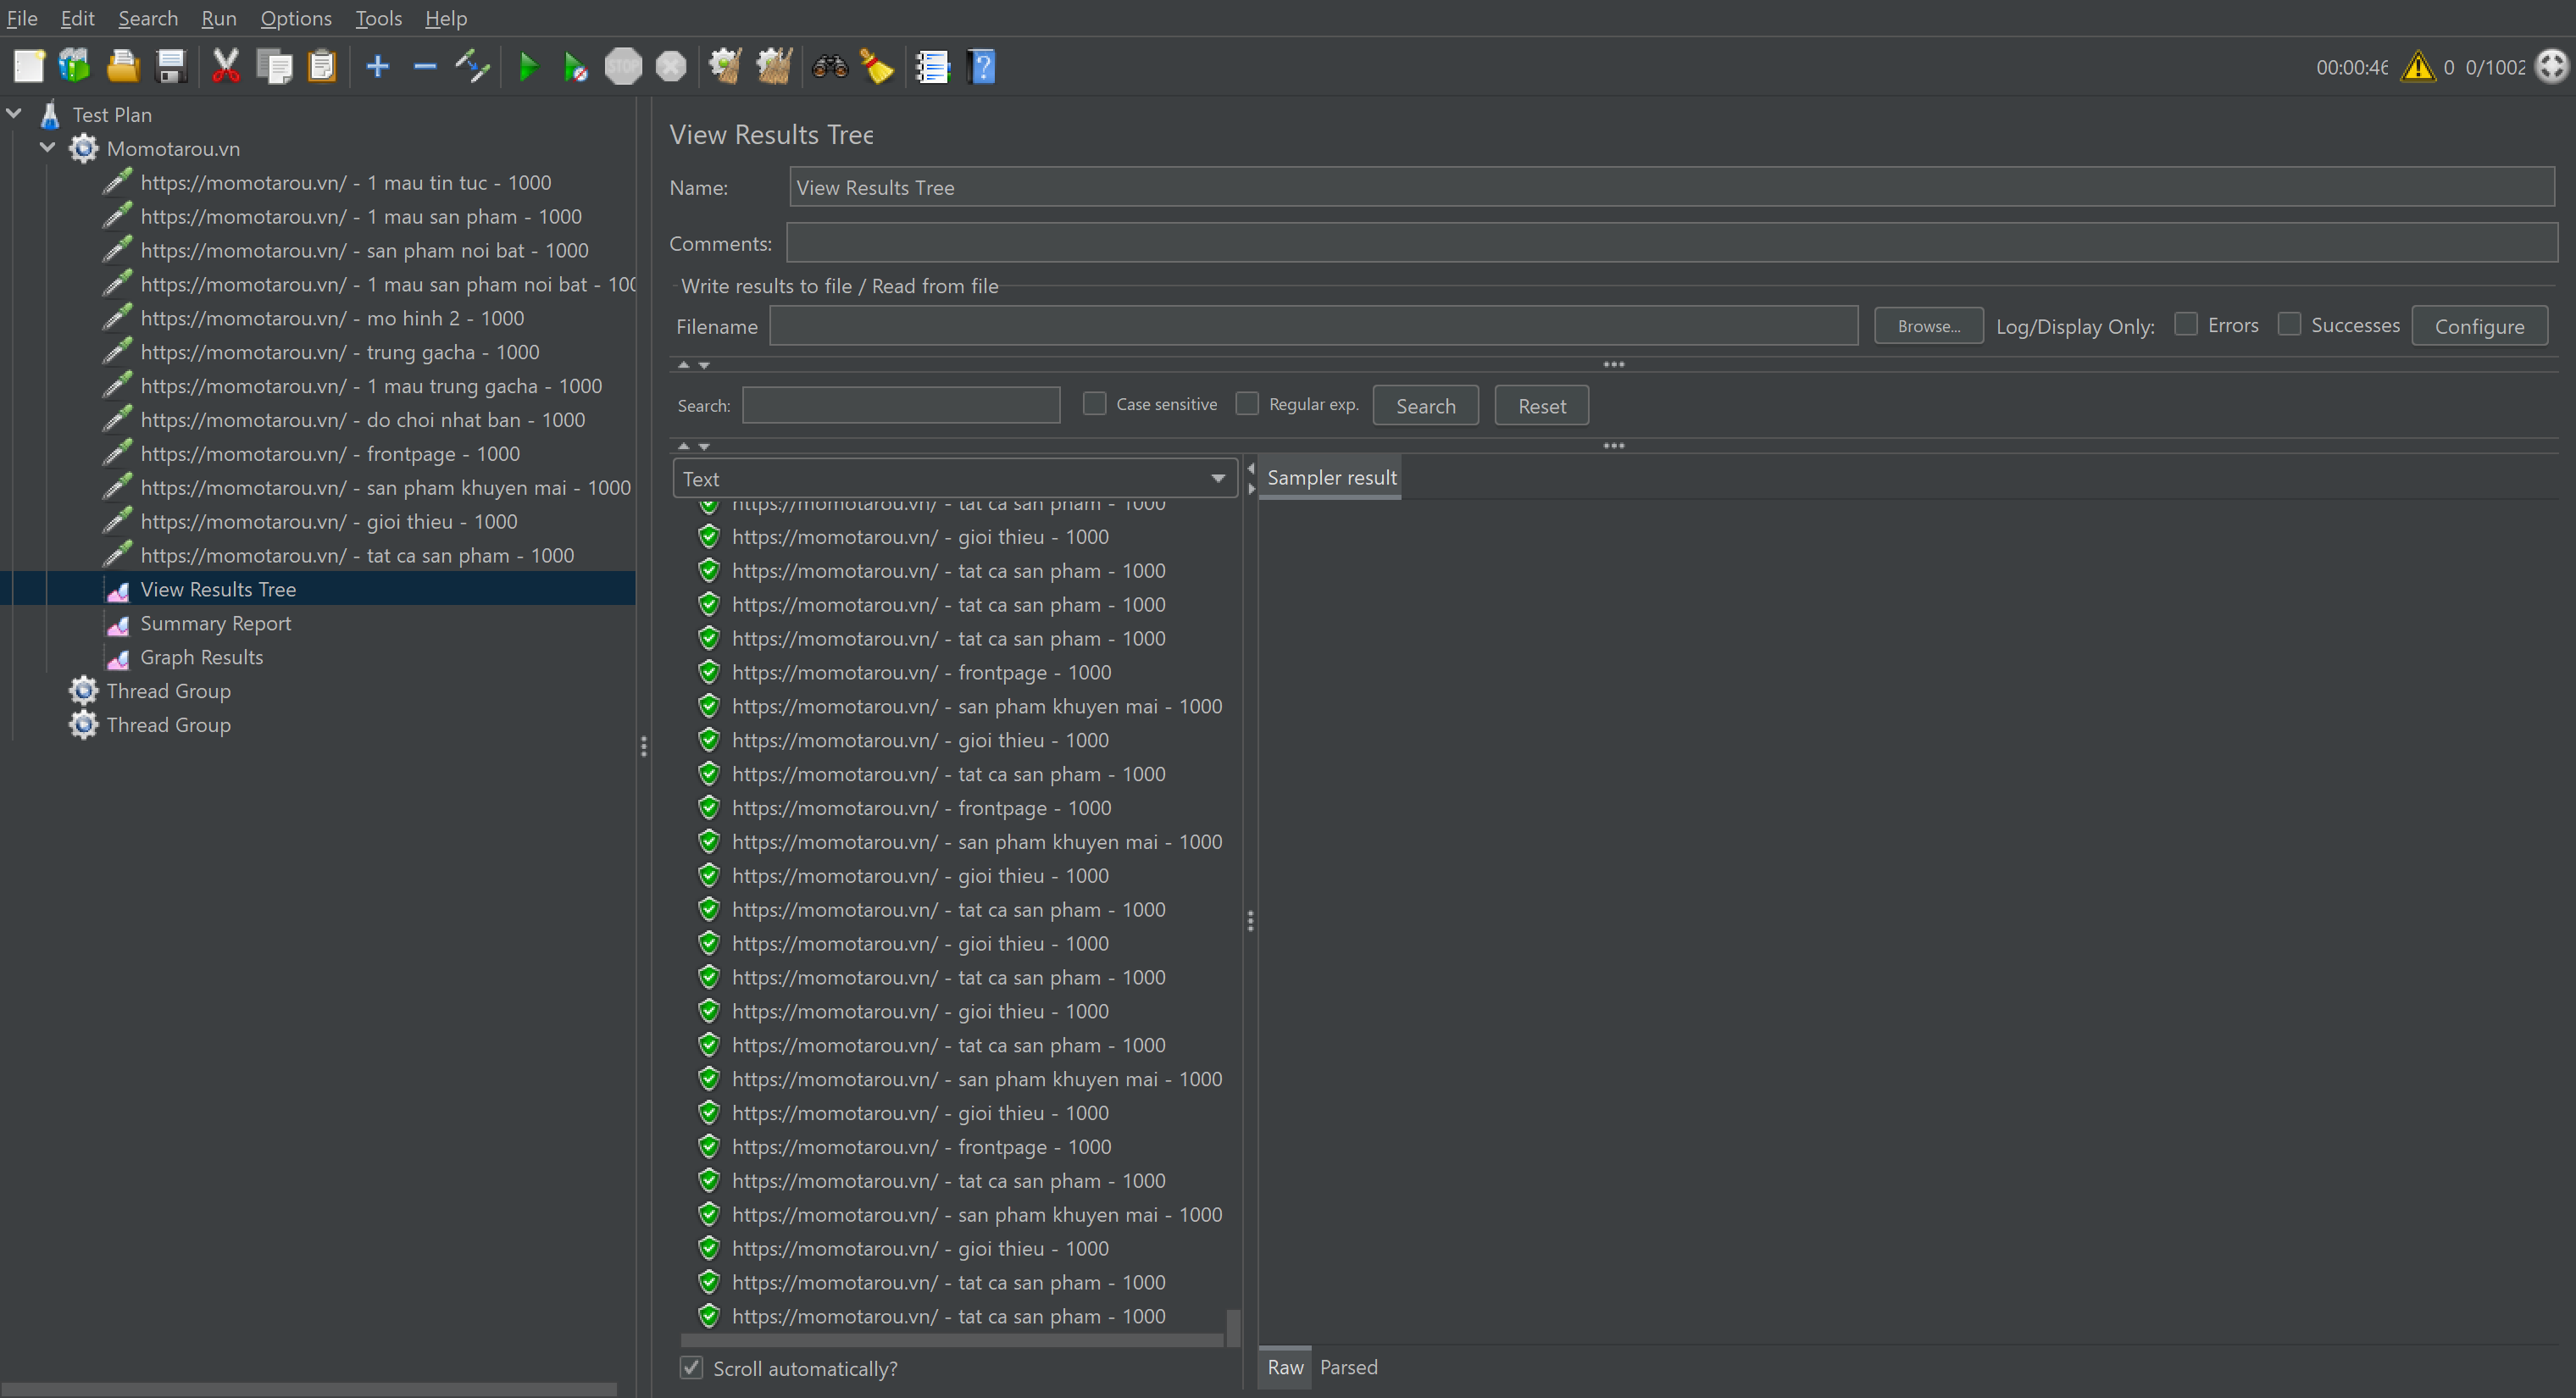 File Edit Search Run Options Tools Help
STOP
00:00:46 0 0/1002
Test Plan
Momotarou.vn
https://momotarou.vn/ - 1 mau tin tuc - 1000
https://momotarou.vn/ - 1 mau san pham - 1000
https://momotarou.vn/ - san pham noi bat - 1000
https://momotarou.vn/ - 1 mau san pham noi bat - 100
https://momotarou.vn/ - mo hinh 2 - 1000
https://momotarou.vn/ - trung gacha - 1000
https://momotarou.vn/ - 1 mau trung gacha - 1000
https://momotarou.vn/ - do choi nhat ban - 1000
https://momotarou.vn/ - frontpage - 1000
https://momotarou.vn/ - san pham khuyen mai - 1000
https://momotarou.vn/ - gioi thieu - 1000
https://momotarou.vn/ - tat ca san pham - 1000
View Results Tree
Summary Report
Graph Results
Thread Group
Thread Group
View Results Tree
Name: View Results Tree
Comments:
Write results to file / Read from file
Filename Browse... Log/Display Only: Errors Successes Configure
Search: Case sensitive Regular exp. Search Reset
Text
Sampler result
https://momotarou.vn/ - tat ca san pham - 1000
https://momotarou.vn/ - gioi thieu - 1000
https://momotarou.vn/ - tat ca san pham - 1000
https://momotarou.vn/ - tat ca san pham - 1000
https://momotarou.vn/ - tat ca san pham - 1000
https://momotarou.vn/ - frontpage - 1000
https://momotarou.vn/ - san pham khuyen mai - 1000
https://momotarou.vn/ - gioi thieu - 1000
https://momotarou.vn/ - tat ca san pham - 1000
https://momotarou.vn/ - frontpage - 1000
https://momotarou.vn/ - san pham khuyen mai - 1000
https://momotarou.vn/ - gioi thieu - 1000
https://momotarou.vn/ - tat ca san pham - 1000
https://momotarou.vn/ - gioi thieu - 1000
https://momotarou.vn/ - tat ca san pham - 1000
https://momotarou.vn/ - gioi thieu - 1000
https://momotarou.vn/ - tat ca san pham - 1000
https://momotarou.vn/ - san pham khuyen mai - 1000
https://momotarou.vn/ - gioi thieu - 1000
https://momotarou.vn/ - frontpage - 1000
https://momotarou.vn/ - tat ca san pham - 1000
https://momotarou.vn/ - san pham khuyen mai - 1000
https://momotarou.vn/ - gioi thieu - 1000
https://momotarou.vn/ - tat ca san pham - 1000
https://momotarou.vn/ - tat ca san pham - 1000
Scroll automatically?
Raw Parsed